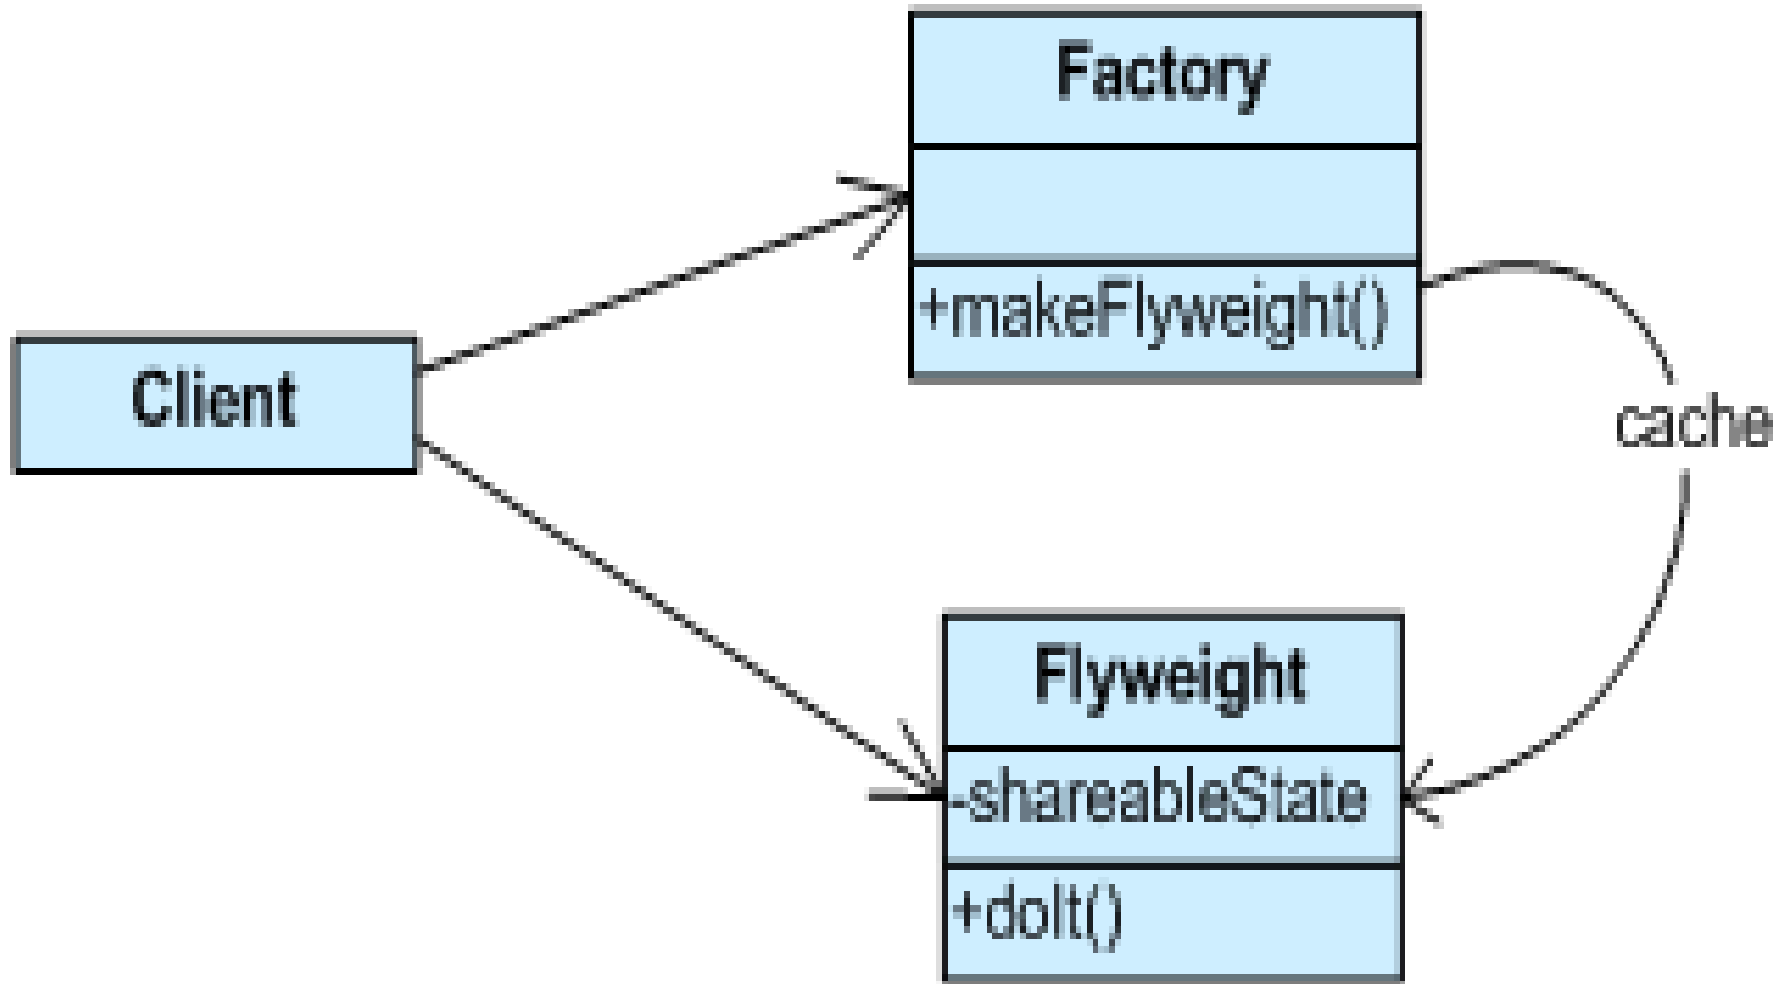 Factory
+makeFlyweight()
Client
cache
Flyweight
-shareableState
+doIt()